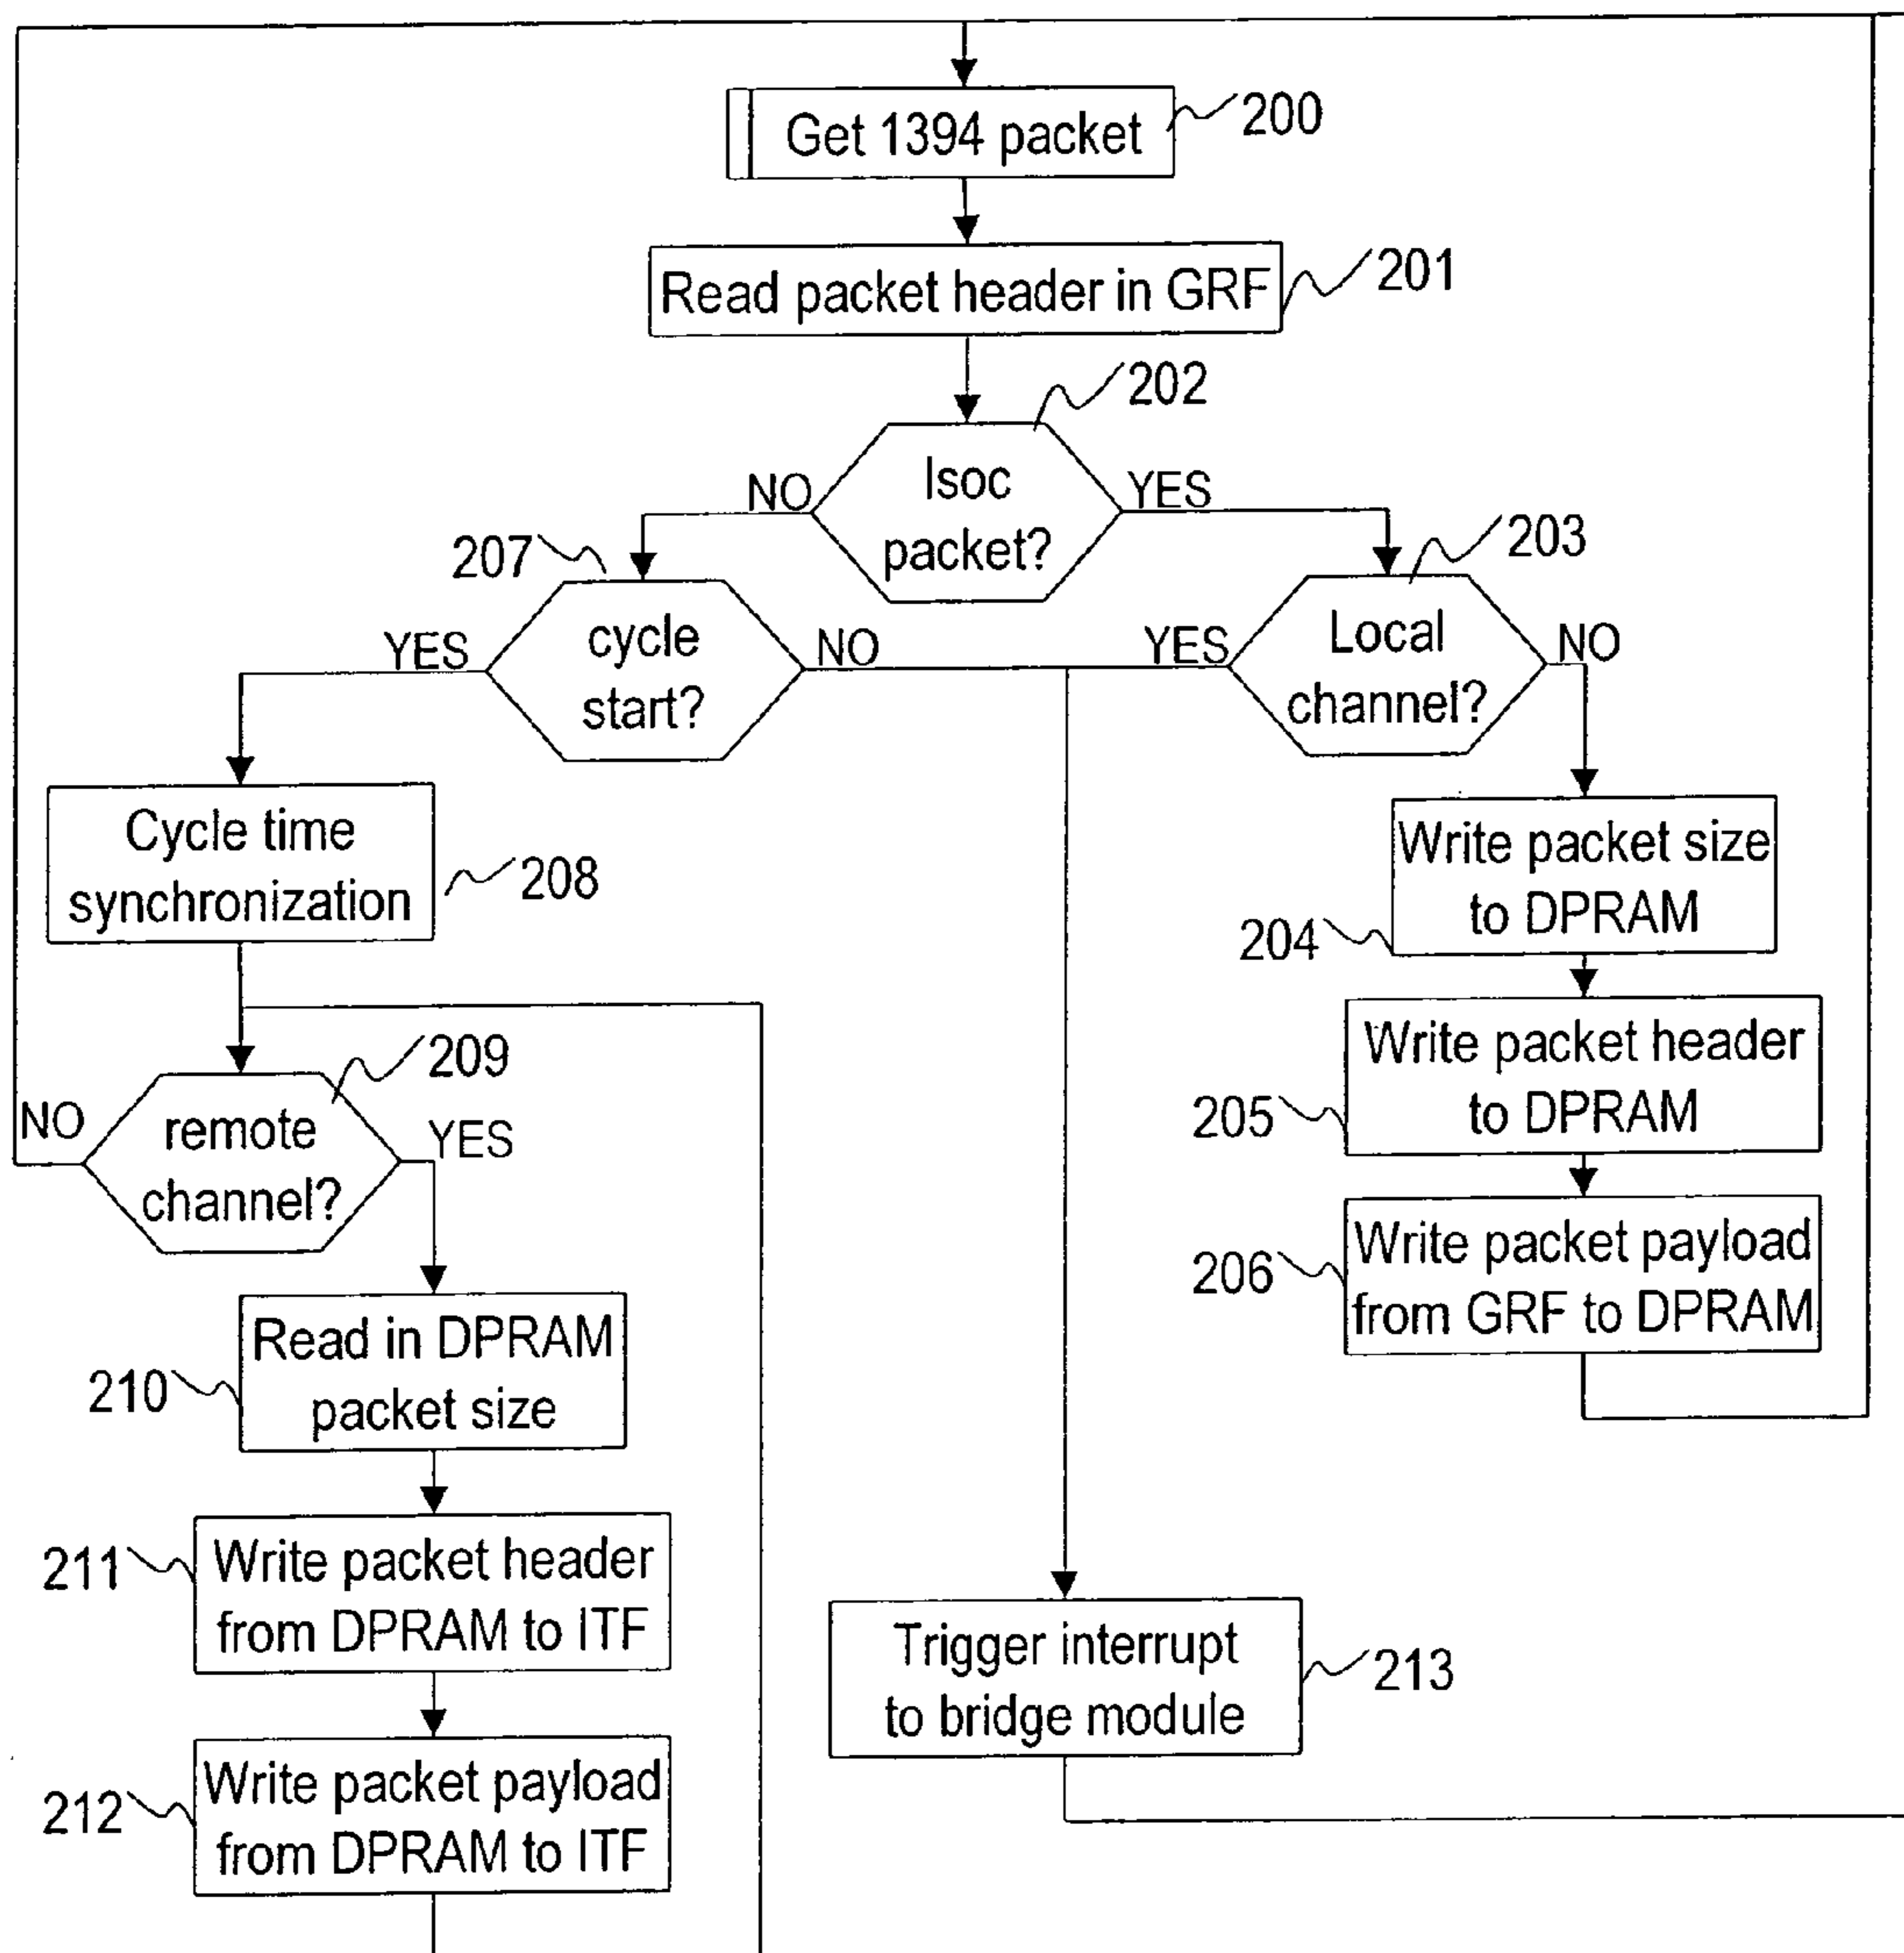 Get 1394 packet
200
Read packet header in GRF
201
202
Isoc
packet?
NO
YES
207
203
cycle
start?
YES
NO
Local
channel?
YES
NO
Cycle time
synchronization
208
Write packet size
to DPRAM
204
209
remote
channel?
NO
YES
Write packet header
to DPRAM
205
Write packet payload
from GRF to DPRAM
206
Read in DPRAM
packet size
210
Write packet header
from DPRAM to ITF
211
Trigger interrupt
to bridge module
213
Write packet payload
from DPRAM to ITF
212